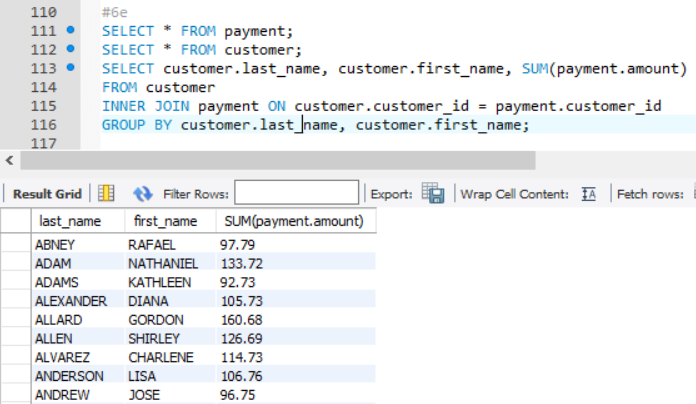 110 #6e
111 SELECT * FROM payment;
112 SELECT * FROM customer;
113 SELECT customer.last_name, customer.first_name, SUM(payment.amount)
114 FROM customer
115 INNER JOIN payment ON customer.customer_id = payment.customer_id
116 GROUP BY customer.last_name, customer.first_name;
117
Result Grid Filter Rows: Export: Wrap Cell Content: IA Fetch rows:
last_name first_name SUM(payment.amount)
ABNEY RAFAEL 97.79
ADAM NATHANIEL 133.72
ADAMS KATHLEEN 92.73
ALEXANDER DIANA 105.73
ALLARD GORDON 160.68
ALLEN SHIRLEY 126.69
ALVAREZ CHARLENE 114.73
ANDERSON LISA 106.76
ANDREW JOSE 96.75